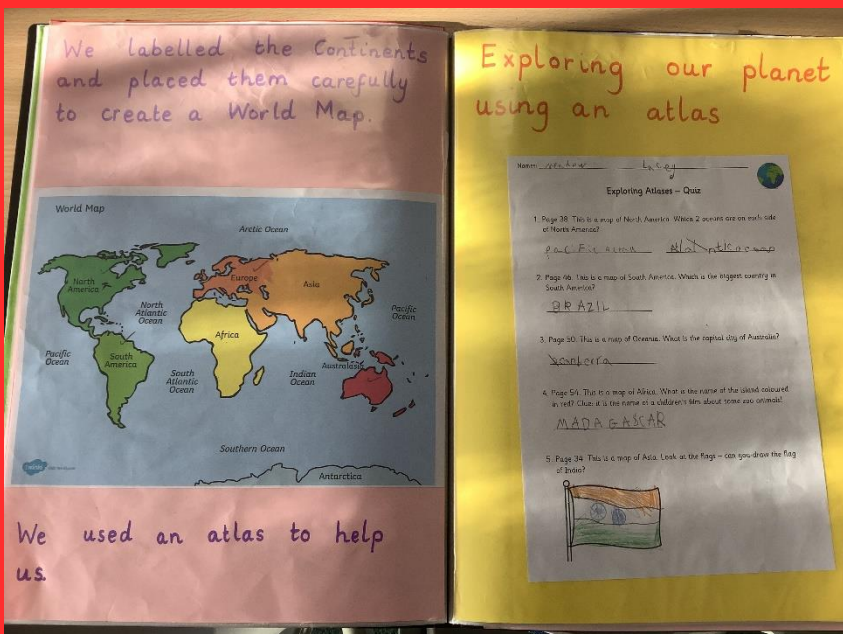 We labelled the Continents
and placed them carefully
to create a World Map.
World Map
Arctic Ocean
North
America
Europe
Asia
North
Atlantic
Ocean
Pacific
Ocean
Africa
Pacific
Ocean
South
America
South
Atlantic
Ocean
Indian
Ocean
Australasia
Southern Ocean
Antarctica
twinkl
We used an atlas to help
us.
Exploring our planet
using an atlas
Name:
Exploring Atlases – Quiz
1. Page 38. This is a map of North America. Which 2 oceans are on each side
of North America?
pacific ocean
2. Page 46. This is a map of South America. Which is the biggest country in
South America?
BRAZIL
3. Page 50. This is a map of Oceania. What is the capital city of Australia?
4. Page 54. This is a map of Africa. What is the name of the island coloured
in red? Clue: it is the name of a children's film about some zoo animals!
MADAGASCAR
5. Page 34. This is a map of Asia. Look at the flags – can you draw the flag
of India?